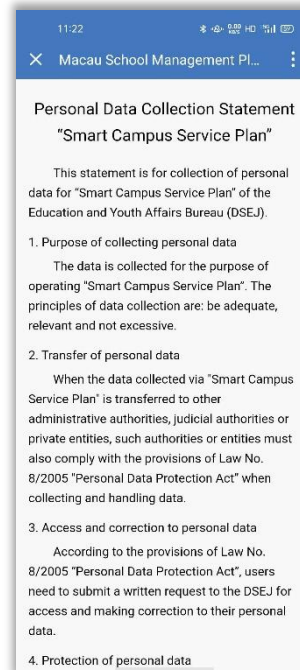 11:22
0.00 KB/S HD 5G
Macau School Management Pl...
Personal Data Collection Statement
“Smart Campus Service Plan”
This statement is for collection of personal
data for “Smart Campus Service Plan” of the
Education and Youth Affairs Bureau (DSEJ).
1. Purpose of collecting personal data
The data is collected for the purpose of
operating “Smart Campus Service Plan”. The
principles of data collection are: be adequate,
relevant and not excessive.
2. Transfer of personal data
When the data collected via "Smart Campus
Service Plan" is transferred to other
administrative authorities, judicial authorities or
private entities, such authorities or entities must
also comply with the provisions of Law No.
8/2005 “Personal Data Protection Act” when
collecting and handling data.
3. Access and correction to personal data
According to the provisions of Law No.
8/2005 “Personal Data Protection Act”, users
need to submit a written request to the DSEJ for
access and making correction to their personal
data.
4. Protection of personal data